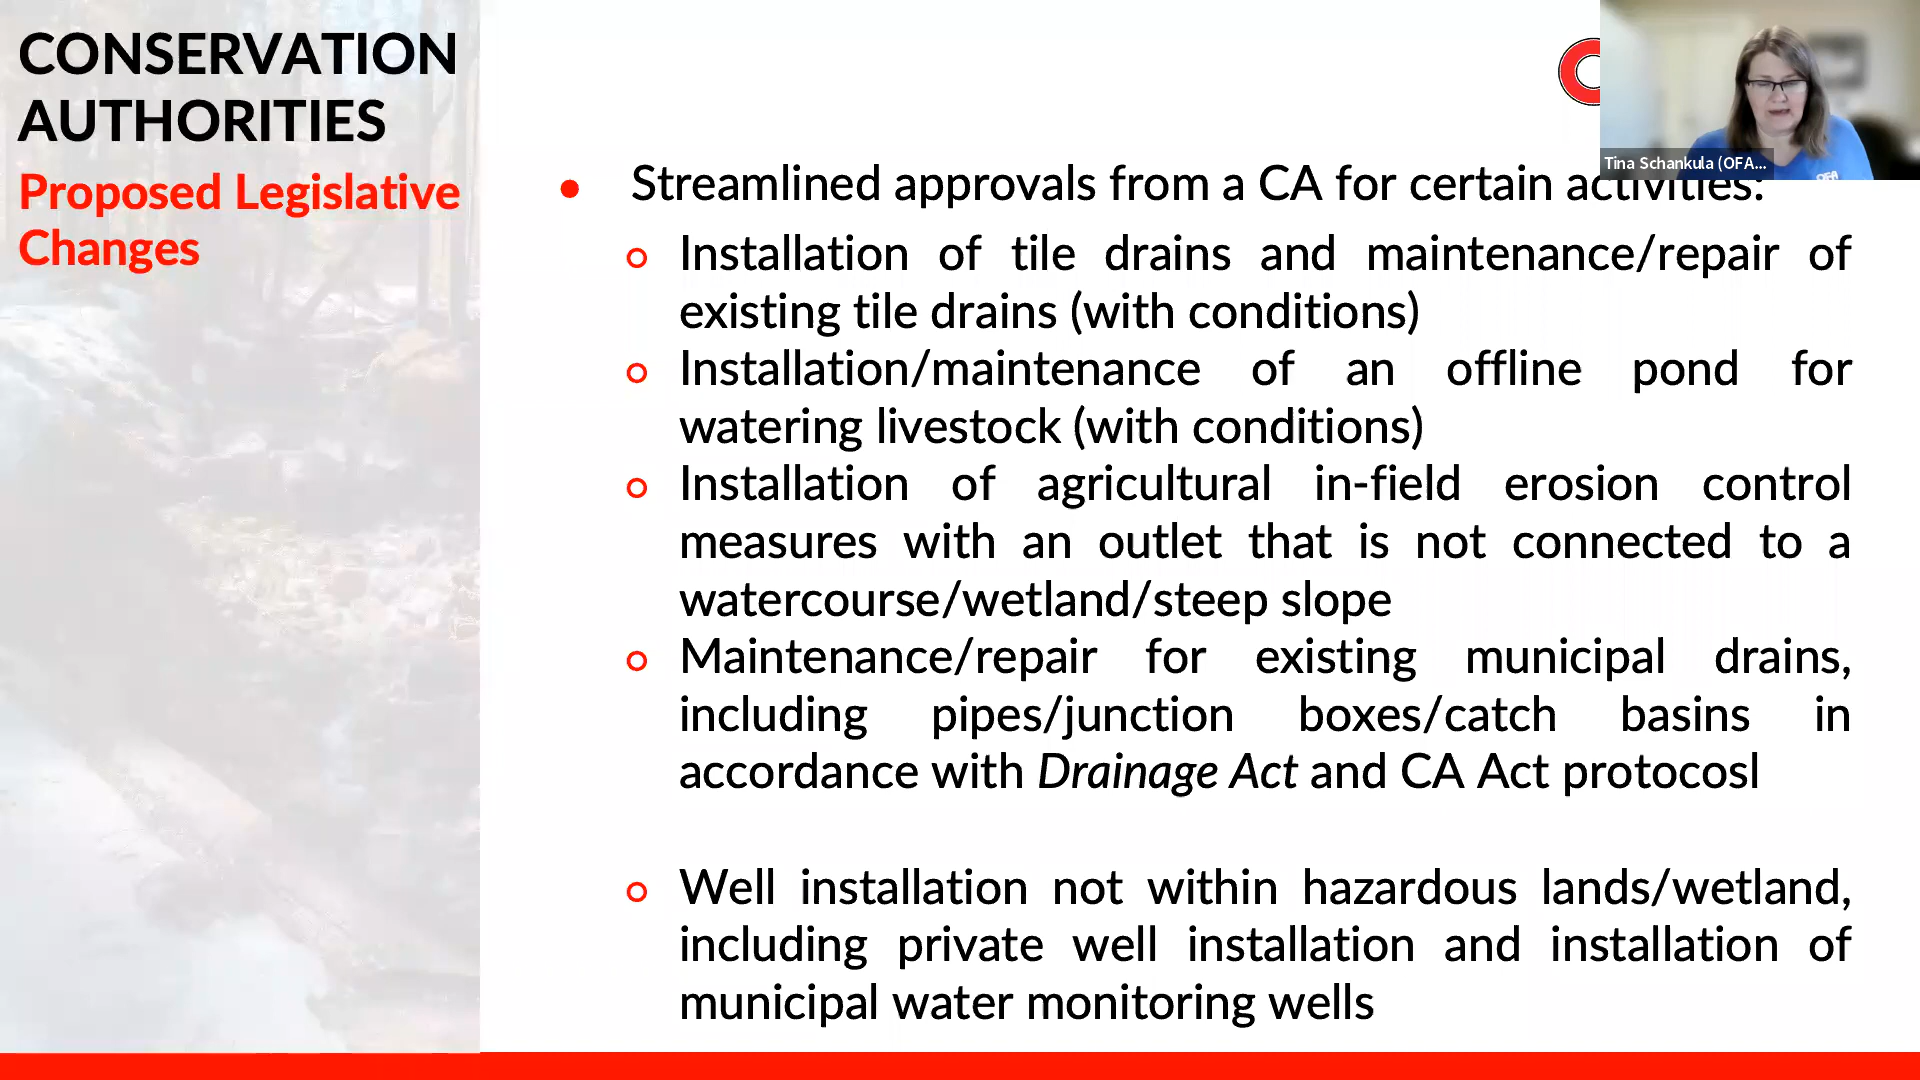 CONSERVATION
AUTHORITIES
Proposed Legislative
Changes
Tina Schankula (OFA...
Streamlined approvals from a CA for certain activities:
Installation of tile drains and maintenance/repair of
existing tile drains (with conditions)
Installation/maintenance of an offline pond for
watering livestock (with conditions)
Installation of agricultural in-field erosion control
measures with an outlet that is not connected to a
watercourse/wetland/steep slope
Maintenance/repair for existing municipal drains,
including pipes/junction boxes/catch basins in
accordance with Drainage Act and CA Act protocosl
Well installation not within hazardous lands/wetland,
including private well installation and installation of
municipal water monitoring wells